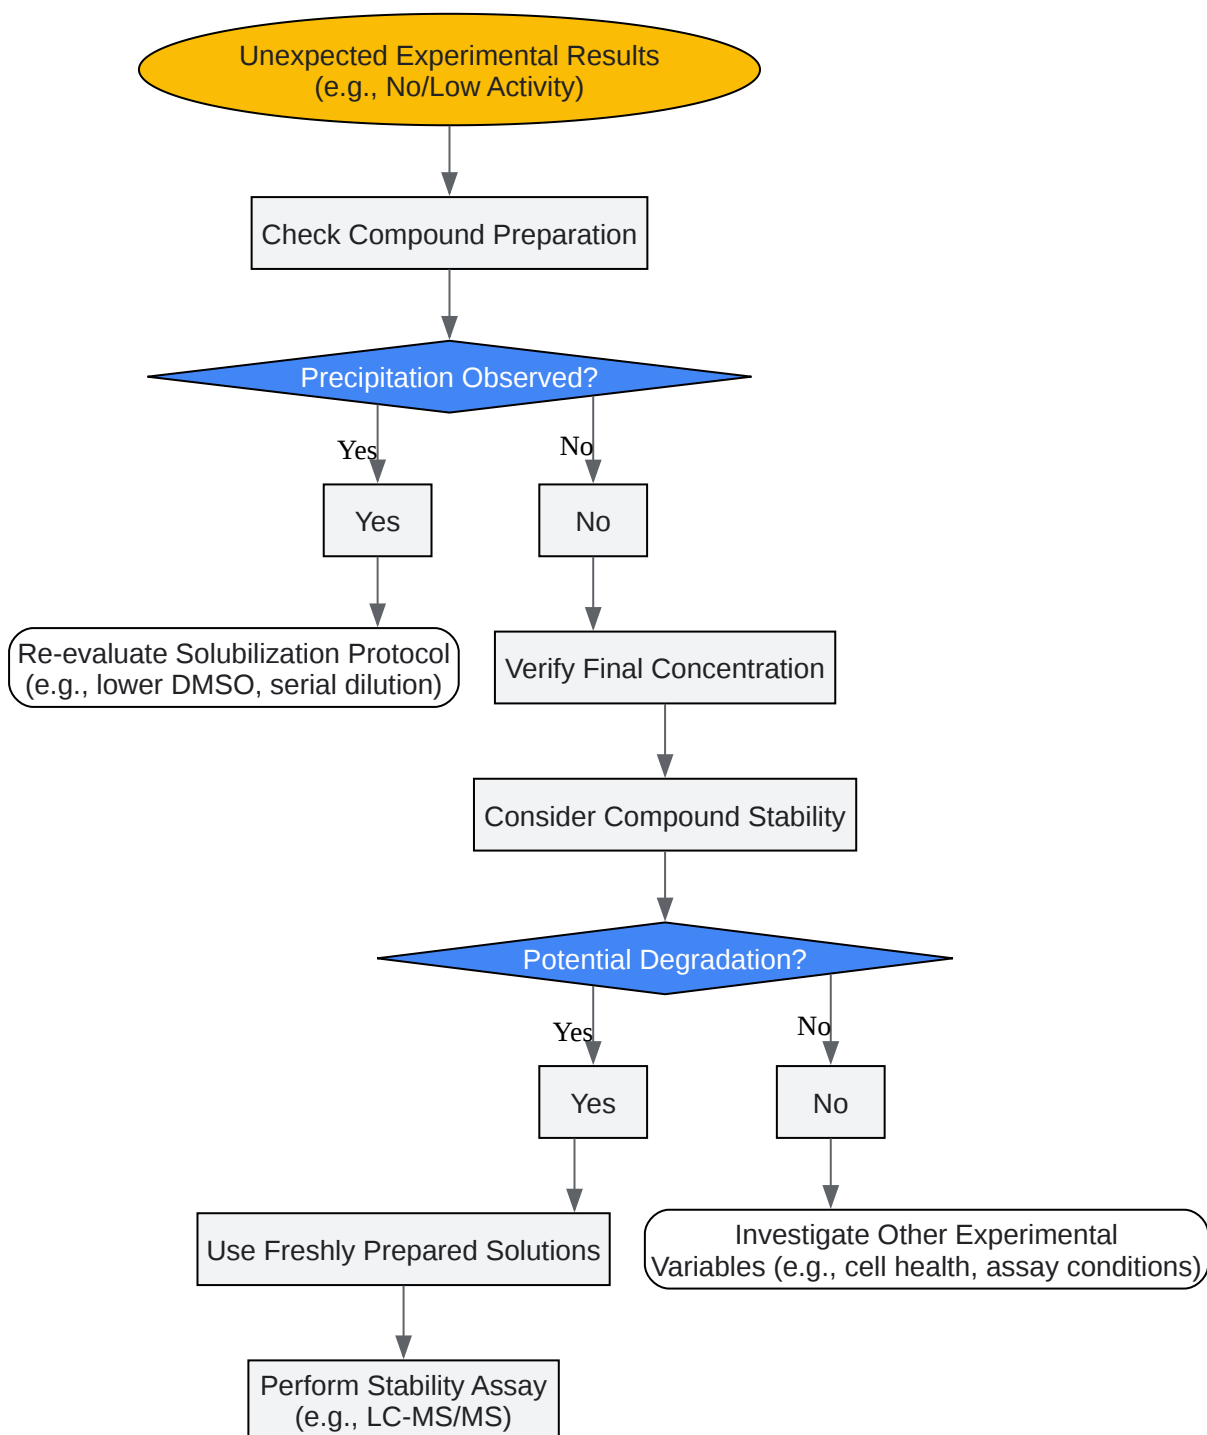 Unexpected Experimental Results
(e.g., No/Low Activity)
Check Compound Preparation
Precipitation Observed?
Yes
No
Yes
No
Re-evaluate Solubilization Protocol
(e.g., lower DMSO, serial dilution)
Verify Final Concentration
Consider Compound Stability
Potential Degradation?
Yes
No
Yes
No
Use Freshly Prepared Solutions
Investigate Other Experimental
Variables (e.g., cell health, assay conditions)
Perform Stability Assay
(e.g., LC-MS/MS)